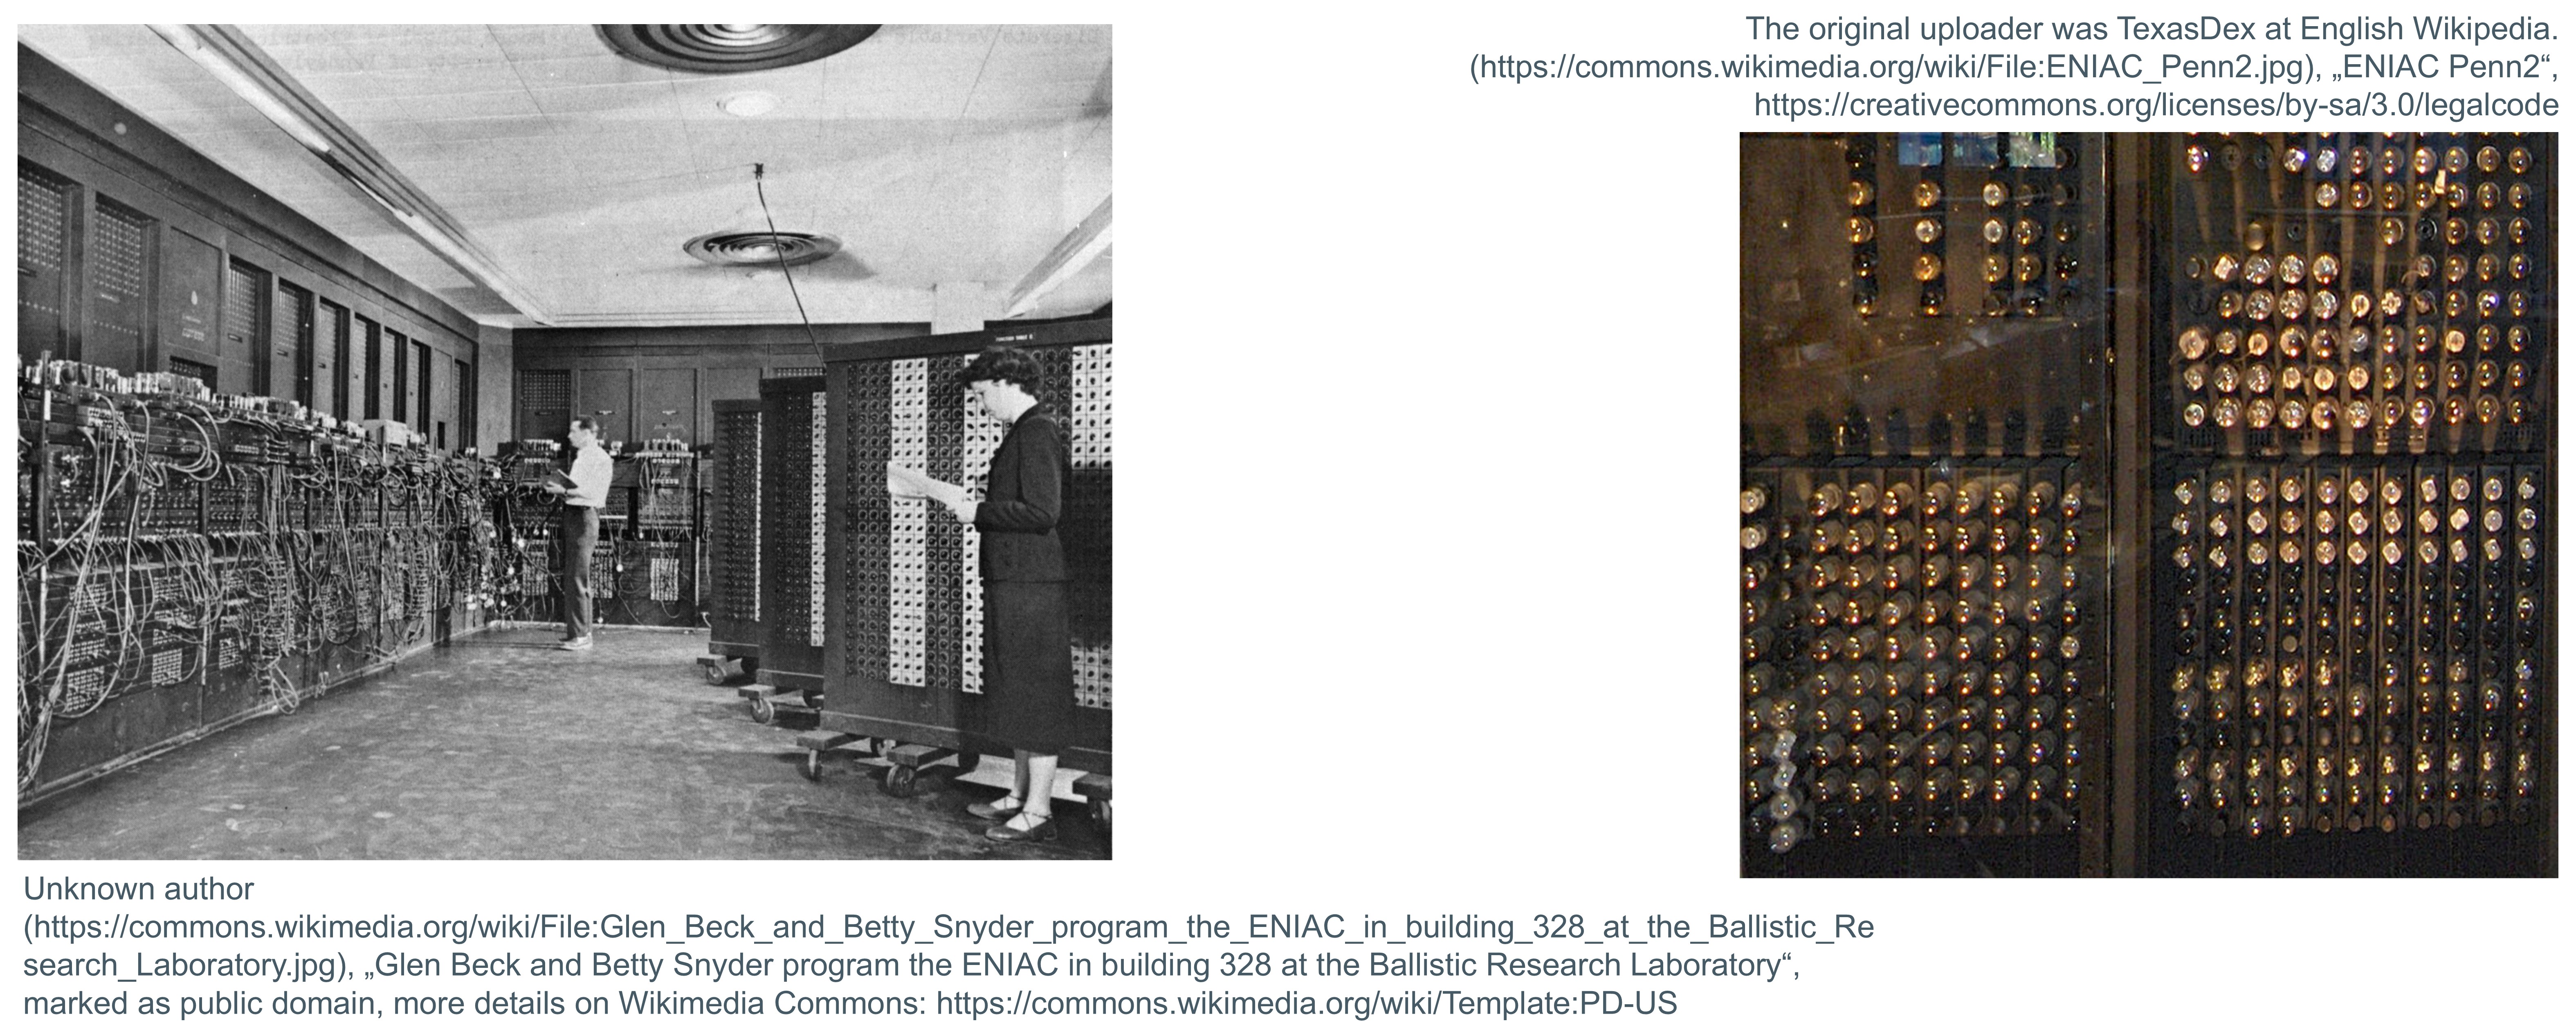 The original uploader was TexasDex at English Wikipedia.
(https://commons.wikimedia.org/wiki/File:ENIAC_Penn2.jpg), „ENIAC Penn2“,
https://creativecommons.org/licenses/by-sa/3.0/legalcode
Unknown author
(https://commons.wikimedia.org/wiki/File:Glen_Beck_and_Betty_Snyder_program_the_ENIAC_in_building_328_at_the_Ballistic_Re
search_Laboratory.jpg), „Glen Beck and Betty Snyder program the ENIAC in building 328 at the Ballistic Research Laboratory“,
marked as public domain, more details on Wikimedia Commons: https://commons.wikimedia.org/wiki/Template:PD-US